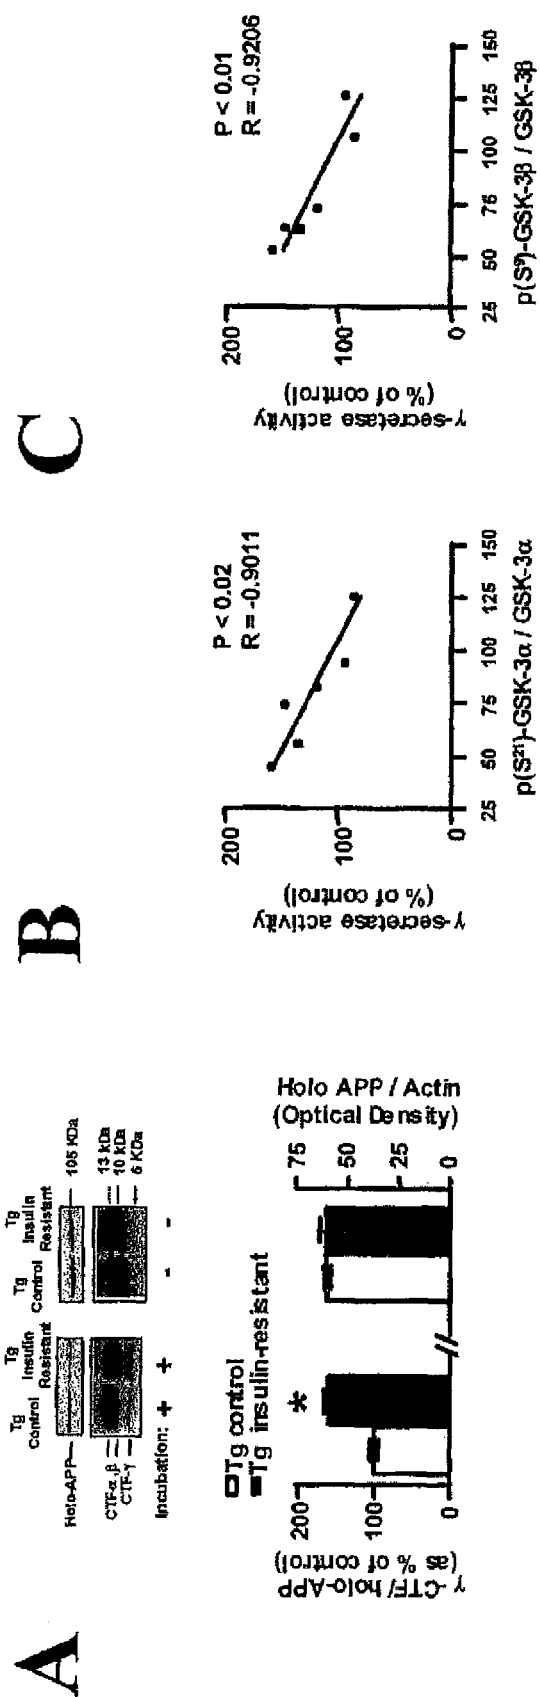 A
Tg Control
Tg Insulin Resistant
Tg Control
Tg Insulin Resistant
Holo-APP
105 KDa
CTF-α,β
CTF-γ
13 kDa
10 kDa
6 KDa
Incubation: + + - -
Tg control
Tg insulin-resistant
γ-CTF/holo-APP
(as % of control)
200
100
0
*
Holo APP / Actin
(Optical Density)
75
50
25
0
B
γ-secretase activity
(% of control)
200
100
0
P < 0.02
R = -0.9011
25 50 75 100 125 150
p(S²¹)-GSK-3α / GSK-3α
C
γ-secretase activity
(% of control)
200
100
0
P < 0.01
R = -0.9206
25 50 75 100 125 150
p(S⁹)-GSK-3β / GSK-3β